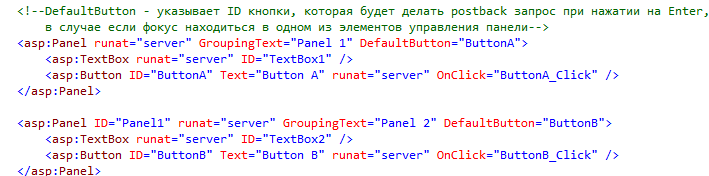 <!--DefaultButton - указывает ID кнопки, которая будет делать postback запрос при нажатии на Enter,
в случае если фокус находиться в одном из элементов управления панели-->
<asp:Panel runat="server" GroupingText="Panel 1" DefaultButton="ButtonA">
<asp:TextBox runat="server" ID="TextBox1" />
<asp:Button ID="ButtonA" Text="Button A" runat="server" OnClick="ButtonA_Click" />
</asp:Panel>
<asp:Panel ID="Panel1" runat="server" GroupingText="Panel 2" DefaultButton="ButtonB">
<asp:TextBox runat="server" ID="TextBox2" />
<asp:Button ID="ButtonB" Text="Button B" runat="server" OnClick="ButtonB_Click" />
</asp:Panel>